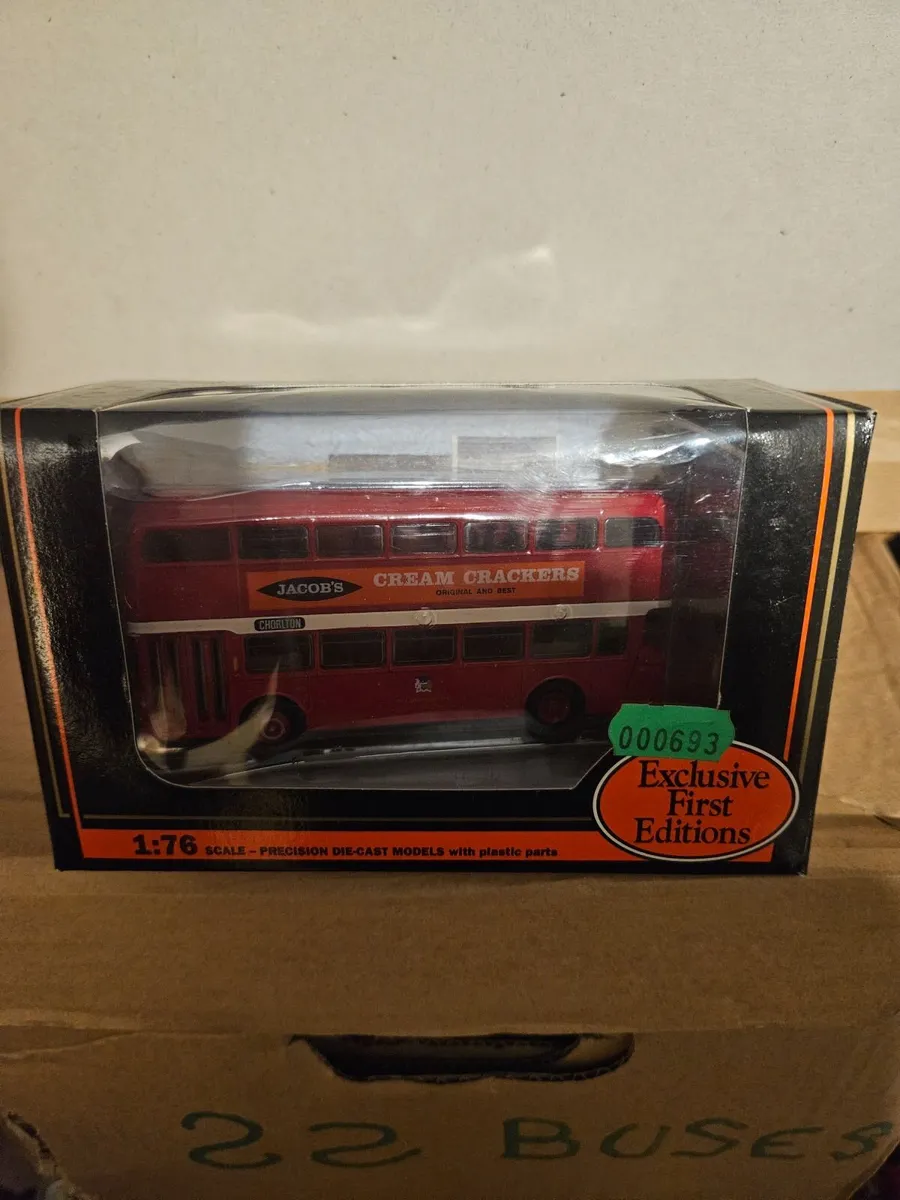 JACOB'S CREAM CRACKERS
ORIGINAL AND BEST
CHORLTON
000693
Exclusive
First
Editions
1:76 SCALE – PRECISION DIE-CAST MODELS with plastic parts
22 BUSES